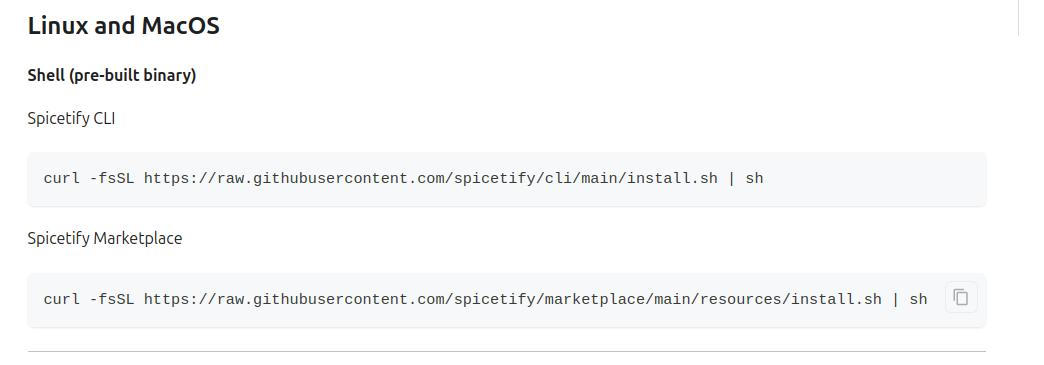 Linux and MacOS
Shell (pre-built binary)
Spicetify CLI
curl -fsSL https://raw.githubusercontent.com/spicetify/cli/main/install.sh | sh
Spicetify Marketplace
curl -fsSL https://raw.githubusercontent.com/spicetify/marketplace/main/resources/install.sh | sh